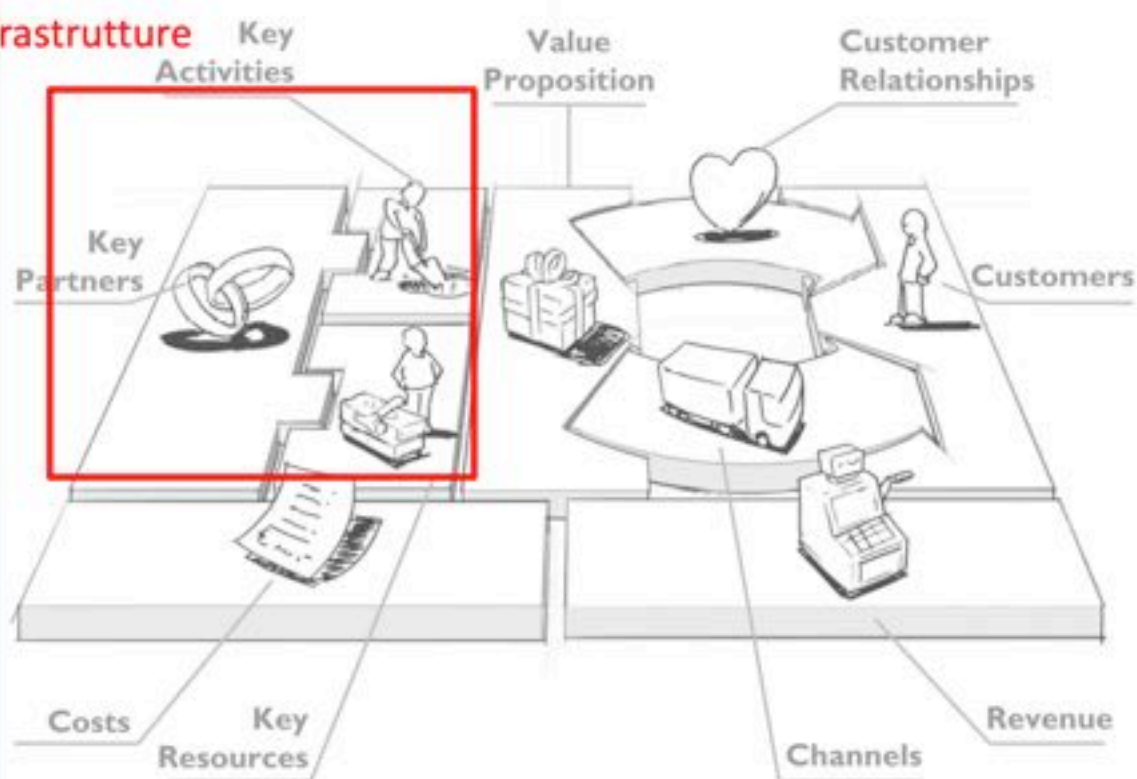 rastrutture
Key
Activities
Value
Proposition
Customer
Relationships
Key
Partners
Customers
Costs
Key
Resources
Channels
Revenue